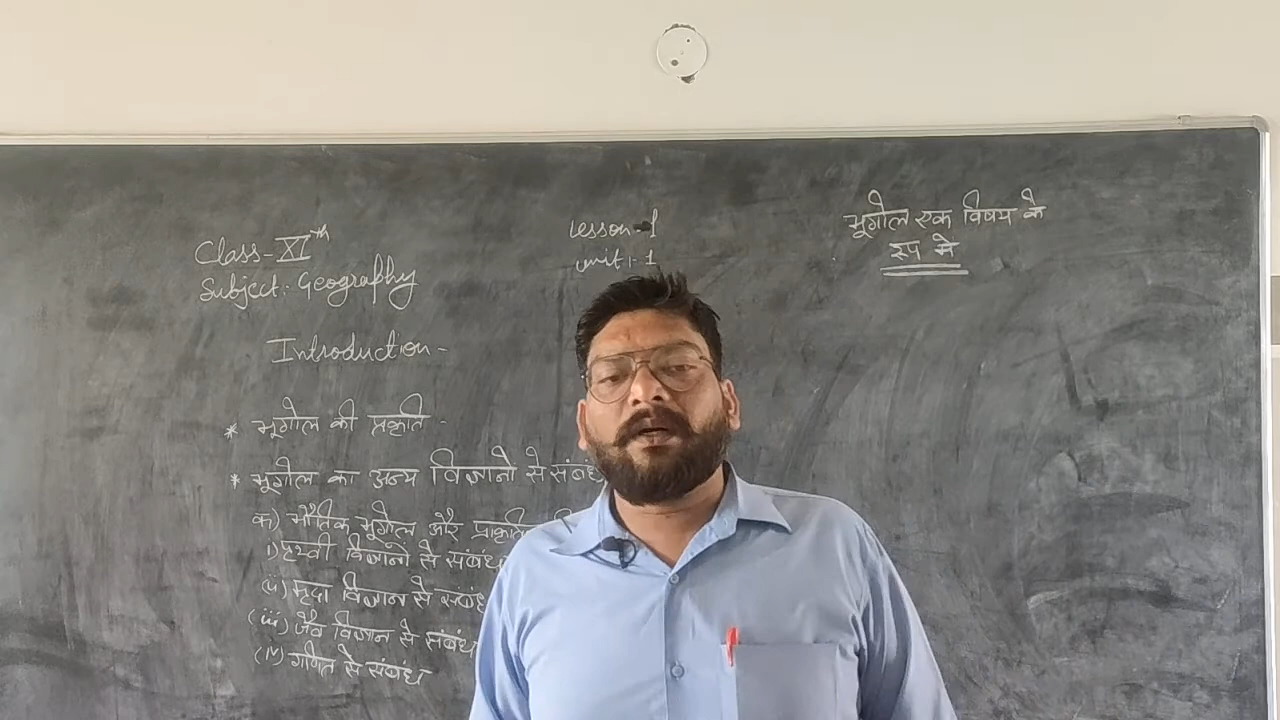 Class-XIth
Subject:Geography
Lesson-1
unit:-1
भूगोल एक विषय के
रूप में
Introduction-
* भूगोल की प्रकृति-
* भूगोल का अन्य विज्ञानों से संबंध
क) भौतिक भूगोल और
i) पृथ्वी विज्ञानों से संबंध
(ii) मृदा विज्ञान से संबंध
(iii) जैव विज्ञान से संबंध
(iv) गणित से संबंध